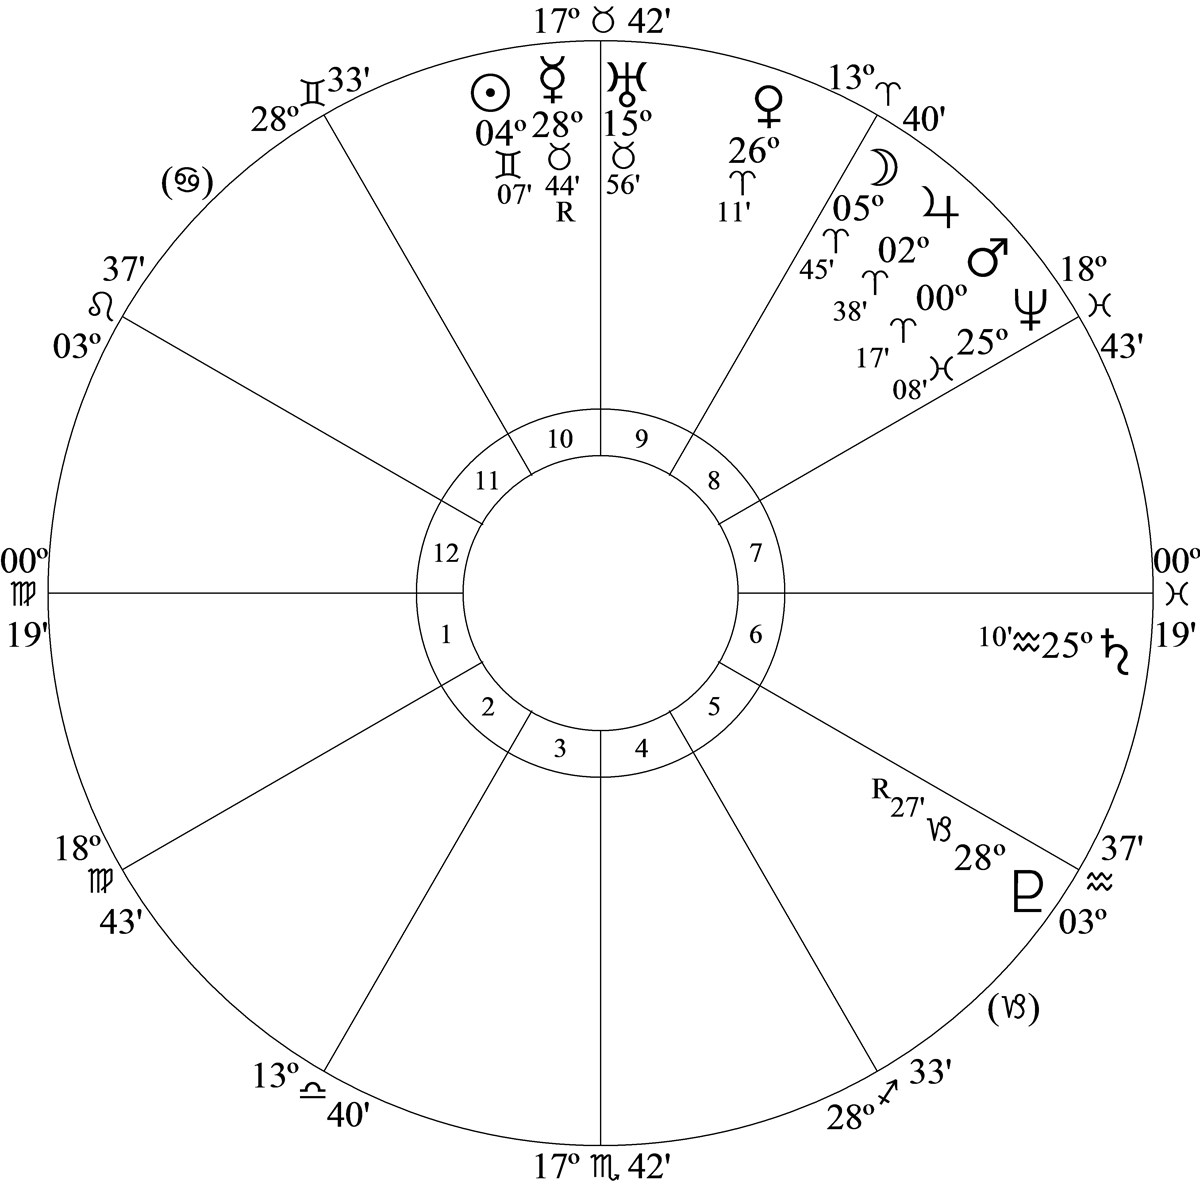 17º ♉ 42'
28º ♊ 33'
13º ♈ 40'
☉ 04º ♊ 07'
☿ 28º ♉ 44' R
♅ 15º ♉ 56'
♀ 26º ♈ 11'
☽ 05º ♈ 45'
♃ 02º ♈ 38'
♂ 00º ♈ 17'
♆ 25º ♓ 08'
(♋)
03º ♌ 37'
18º ♓ 43'
10
9
11
8
12
7
00º ♍ 19'
00º ♓ 19'
1
6
10' ♒ 25º ♄
2
5
3
4
R 27' ♑ 28º ♇
18º ♍ 43'
37' ♒ 03º
(♑)
13º ♎ 40'
28º ♐ 33'
17º ♏ 42'